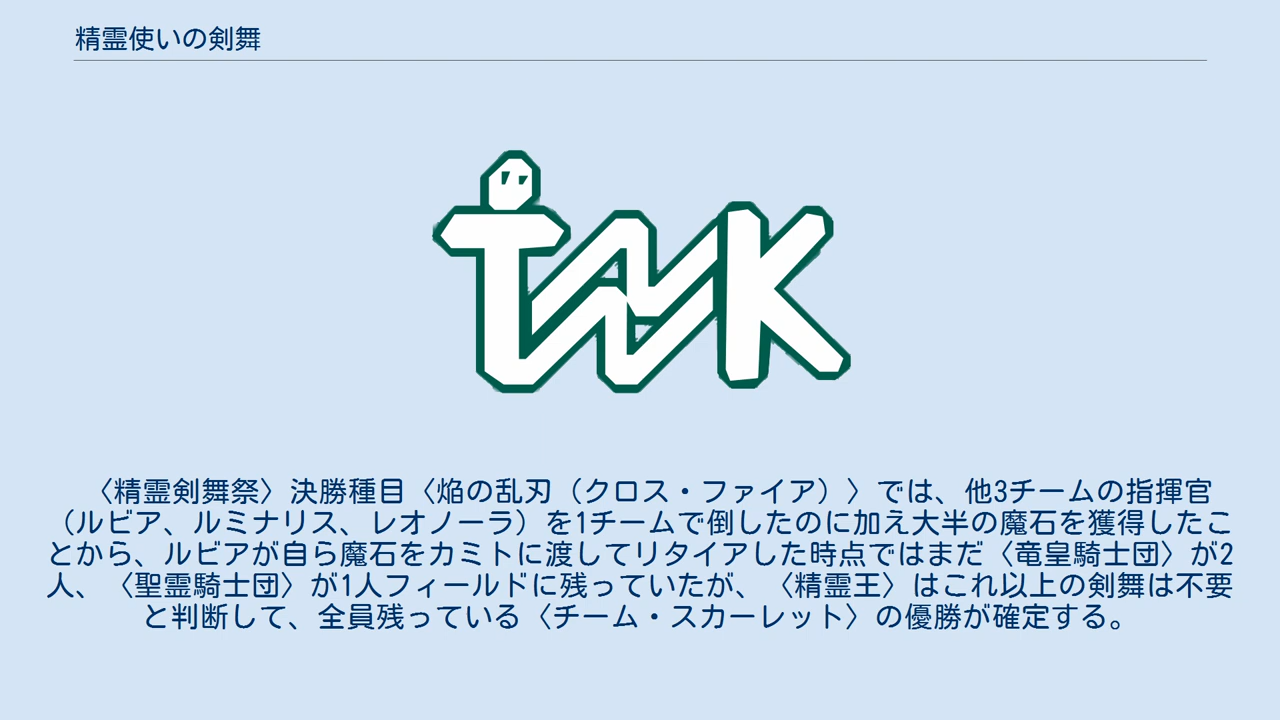 精霊使いの剣舞
TNK
〈精霊剣舞祭〉決勝種目〈焔の乱刃（クロス・ファイア）〉では、他3チームの指揮官
（ルビア、ルミナリス、レオノーラ）を1チームで倒したのに加え大半の魔石を獲得したこ
とから、ルビアが自ら魔石をカミトに渡してリタイアした時点ではまだ〈竜皇騎士団〉が2
人、〈聖霊騎士団〉が1人フィールドに残っていたが、〈精霊王〉はこれ以上の剣舞は不要
と判断して、全員残っている〈チーム・スカーレット〉の優勝が確定する。